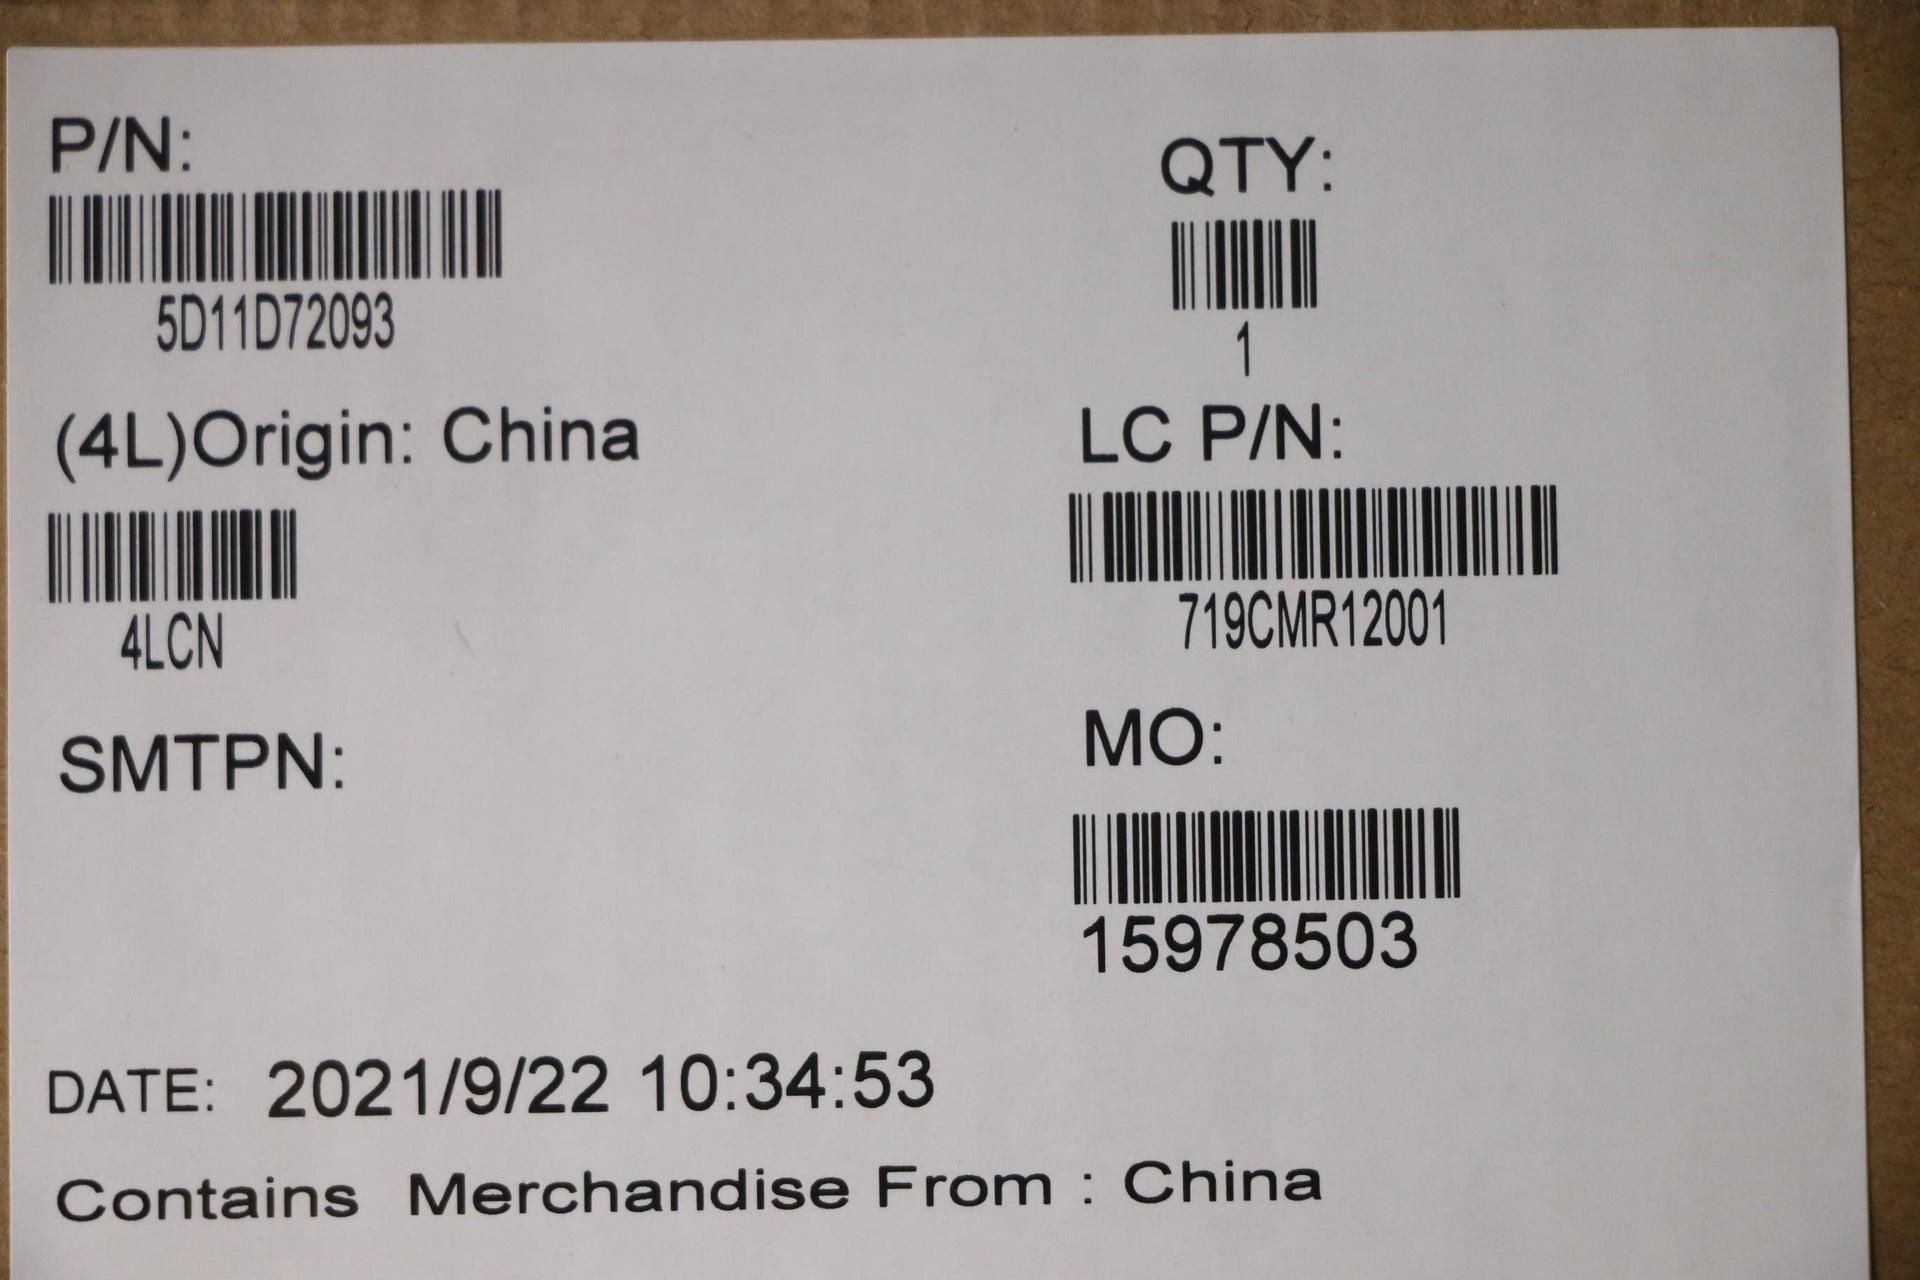 P/N:
5D11D72093
QTY:
1
(4L)Origin: China
4LCN
LC P/N:
719CMR12001
SMTPN:
MO:
15978503
DATE: 2021/9/22 10:34:53
Contains Merchandise From : China